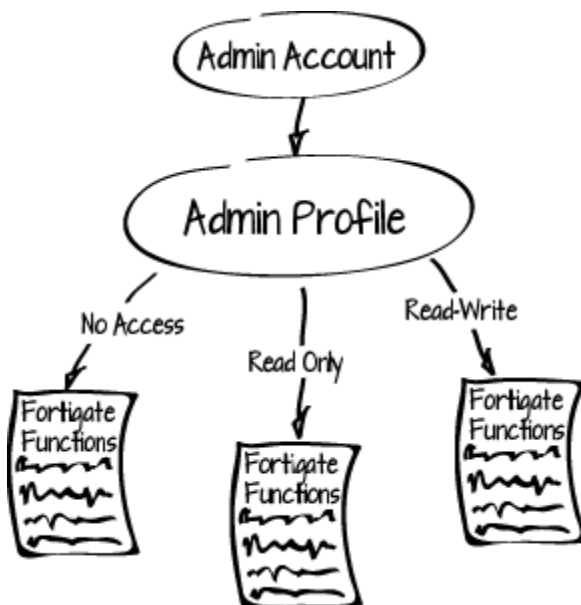 Admin Account
Admin Profile
No Access
Read Only
Read-Write
Fortigate
Functions
Fortigate
Functions
Fortigate
Functions